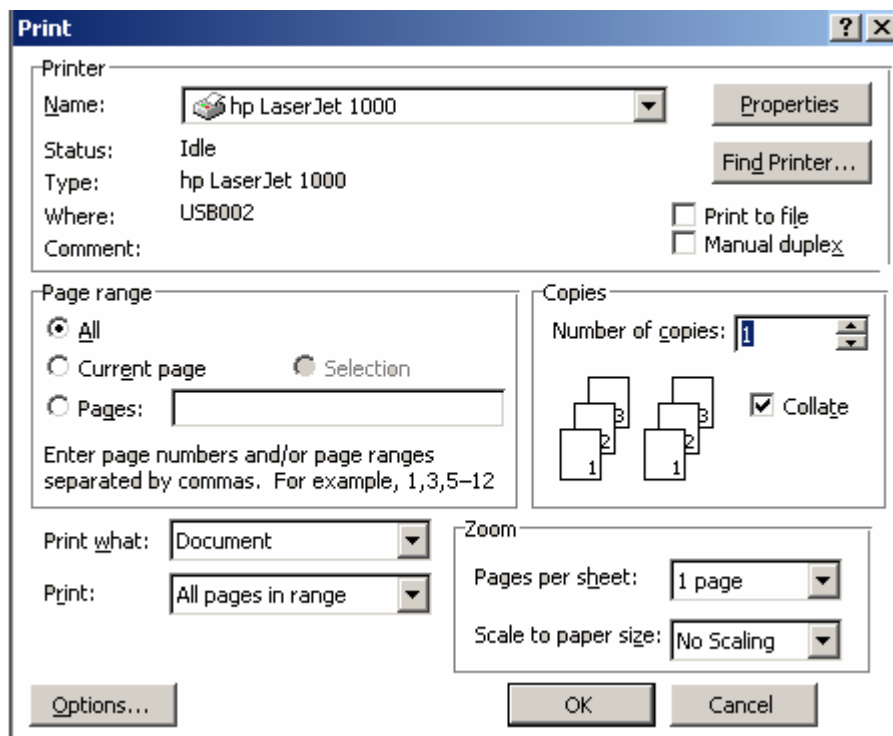 Print
Printer
Name: hp LaserJet 1000 Properties
Status: Idle
Find Printer...
Type: hp LaserJet 1000
Where: USB002
Print to file
Comment:
Manual duplex
Page range
All
Current page Selection
Pages:
Enter page numbers and/or page ranges
separated by commas. For example, 1,3,5–12
Copies
Number of copies: 1
3 3
2 2
1 1
Collate
Print what: Document
Print: All pages in range
Zoom
Pages per sheet: 1 page
Scale to paper size: No Scaling
Options... OK Cancel